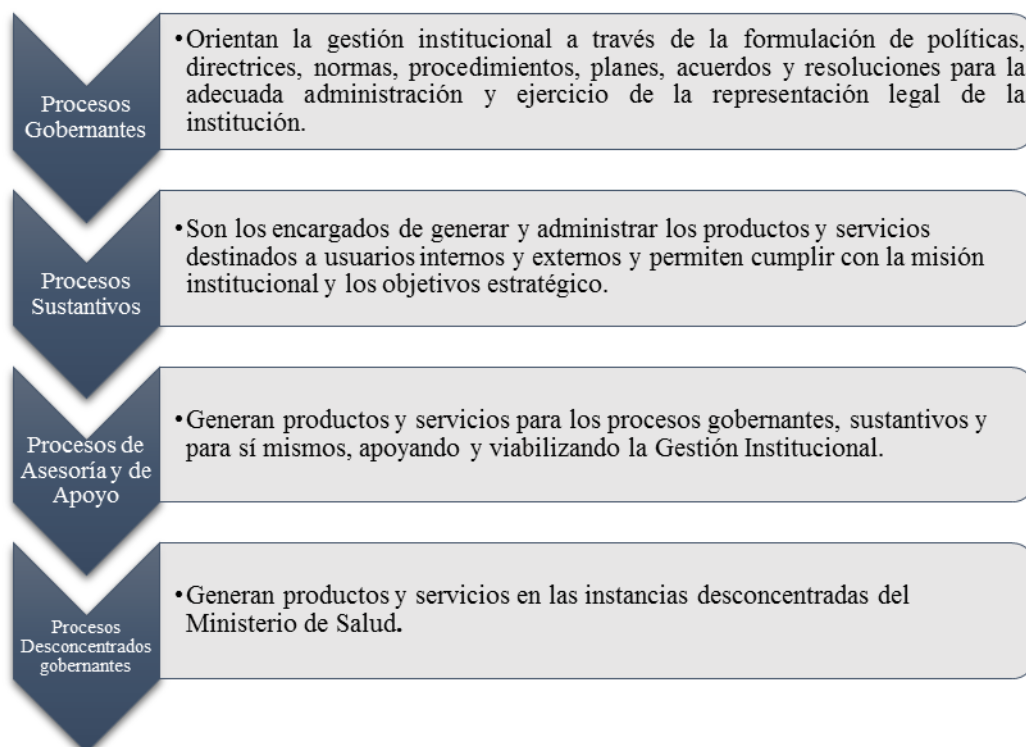 Procesos
Gobernantes
•Orientan la gestión institucional a través de la formulación de políticas,
directrices, normas, procedimientos, planes, acuerdos y resoluciones para la
adecuada administración y ejercicio de la representación legal de la
institución.
Procesos
Sustantivos
•Son los encargados de generar y administrar los productos y servicios
destinados a usuarios internos y externos y permiten cumplir con la misión
institucional y los objetivos estratégico.
Procesos de
Asesoría y de
Apoyo
•Generan productos y servicios para los procesos gobernantes, sustantivos y
para sí mismos, apoyando y viabilizando la Gestión Institucional.
Procesos
Desconcentrados
gobernantes
•Generan productos y servicios en las instancias desconcentradas del
Ministerio de Salud.